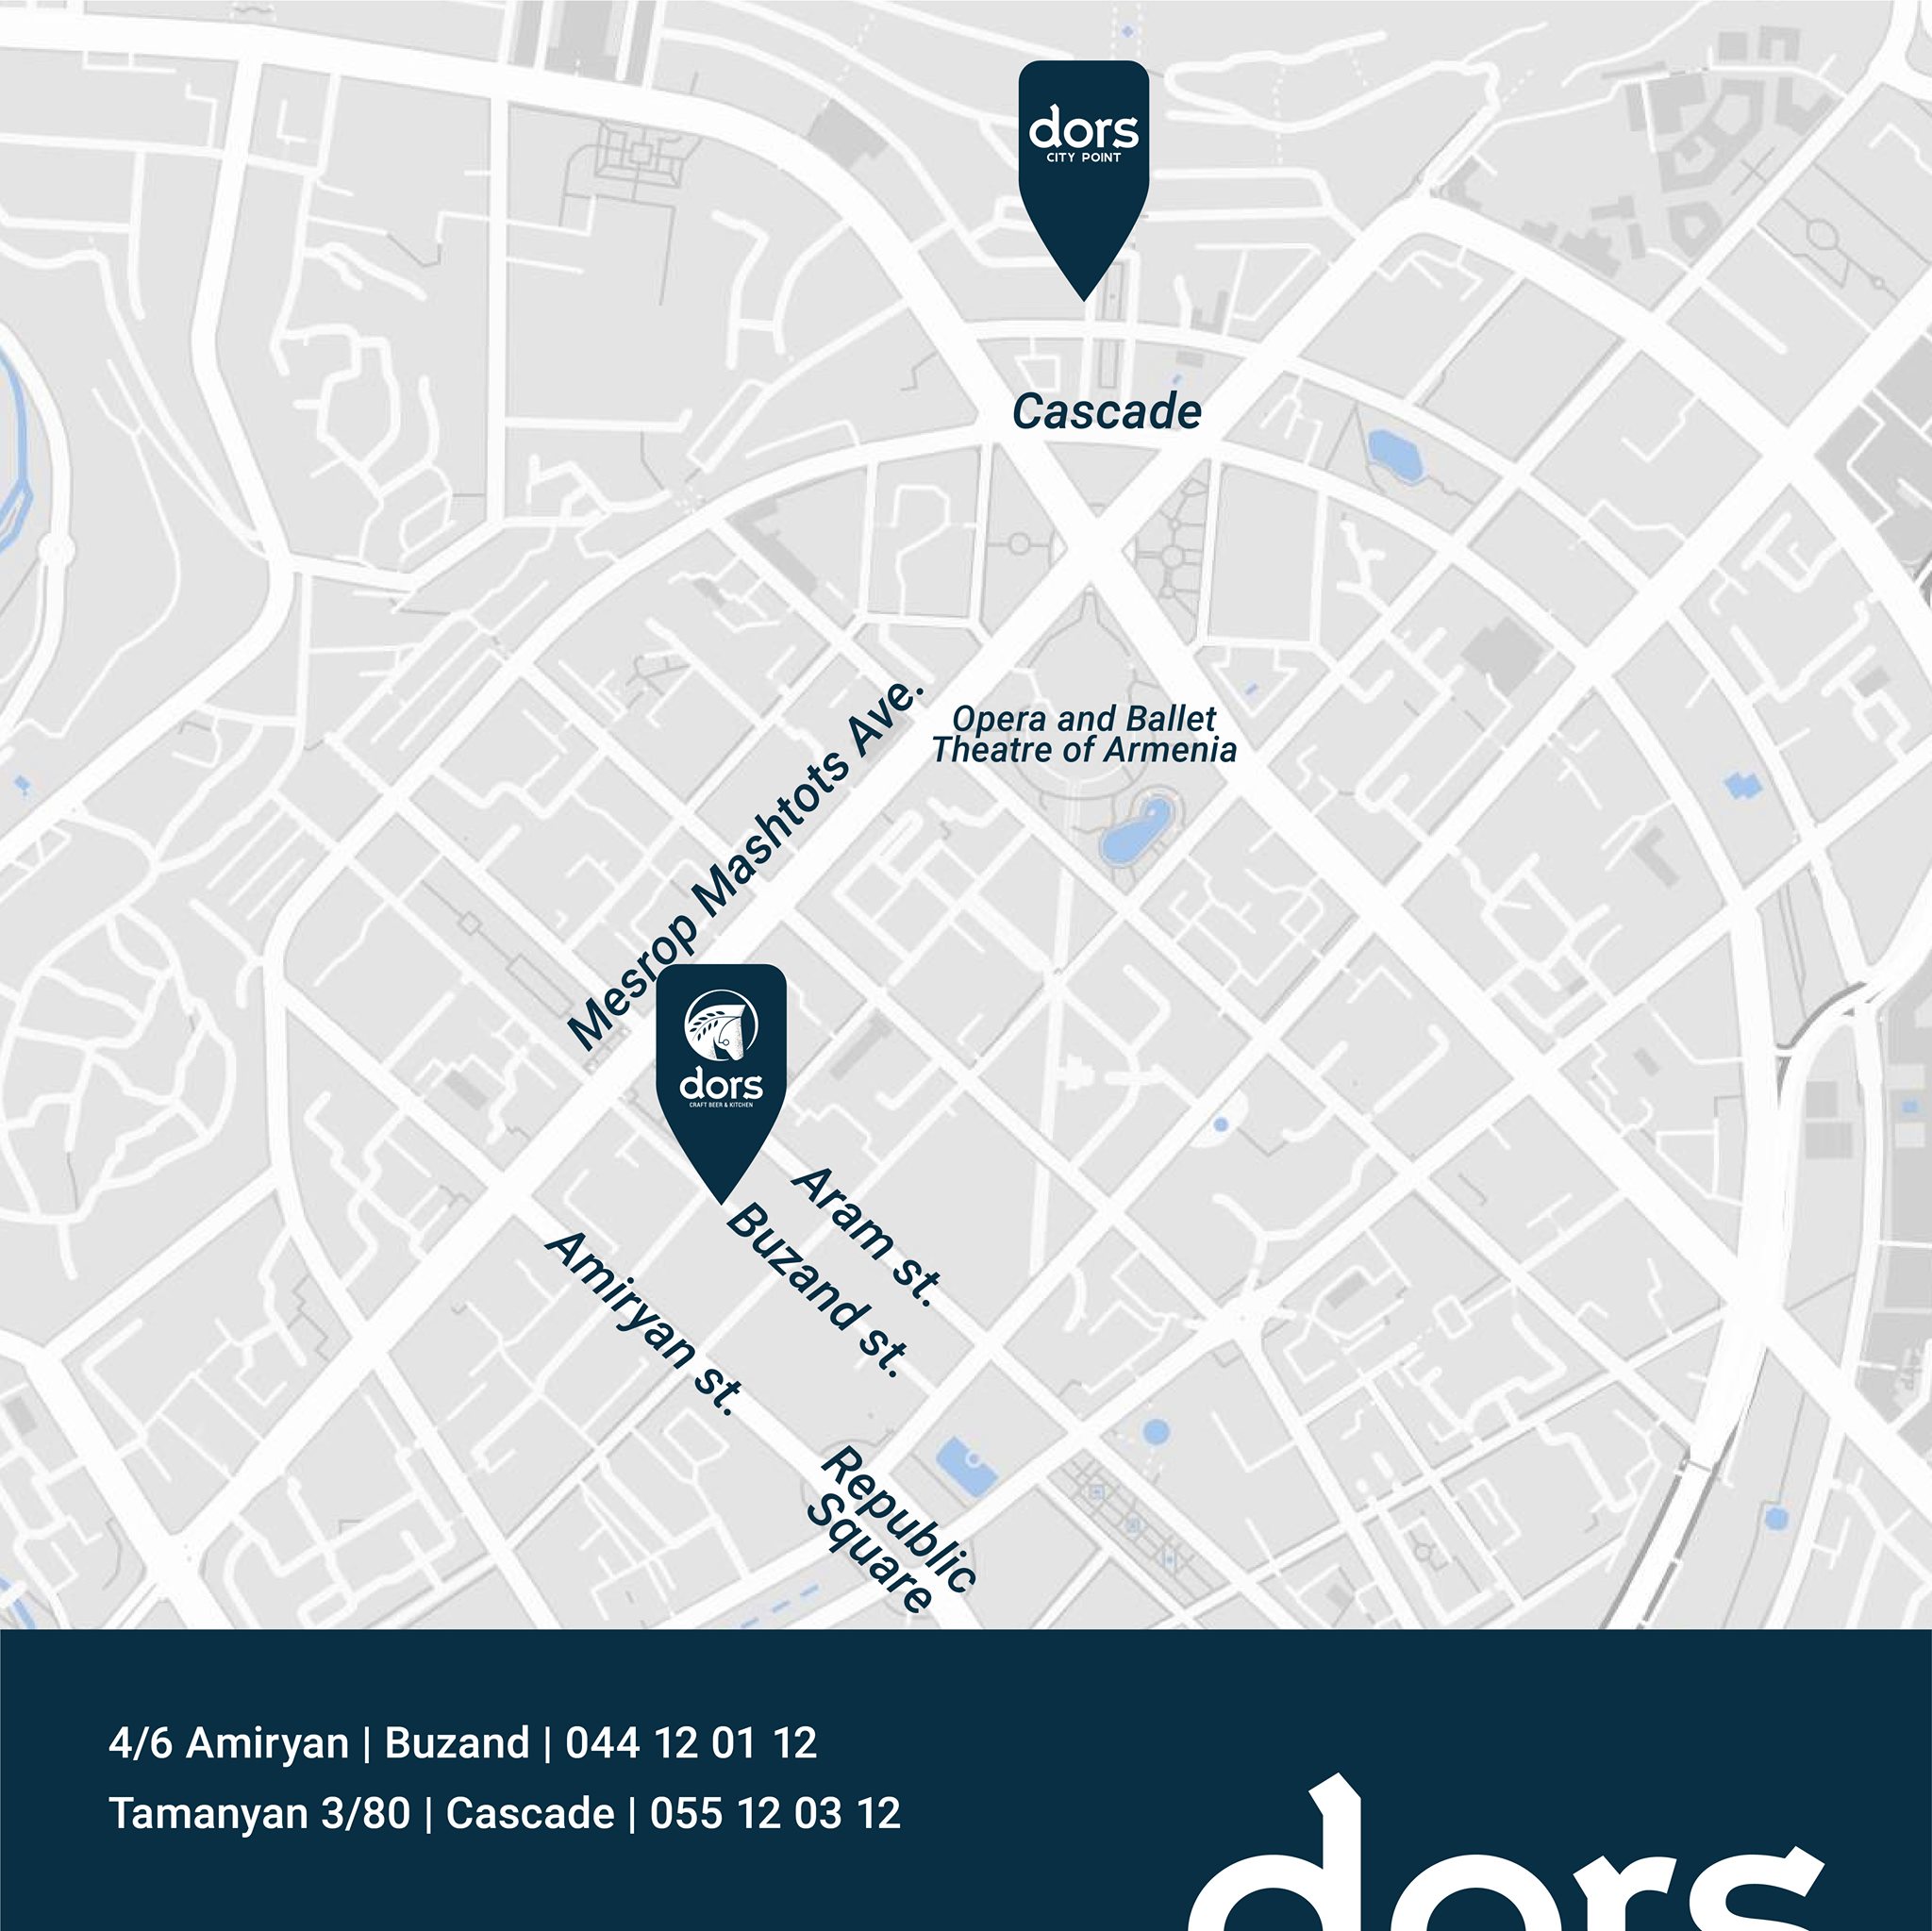 dors
CITY POINT
Cascade
Opera and Ballet
Theatre of Armenia
Mesrop Mashtots Ave.
dors
CRAFT BEER & KITCHEN
Aram st.
Buzand st.
Amiryan st.
Republic
Square
4/6 Amiryan | Buzand | 044 12 01 12
Tamanyan 3/80 | Cascade | 055 12 03 12
dors